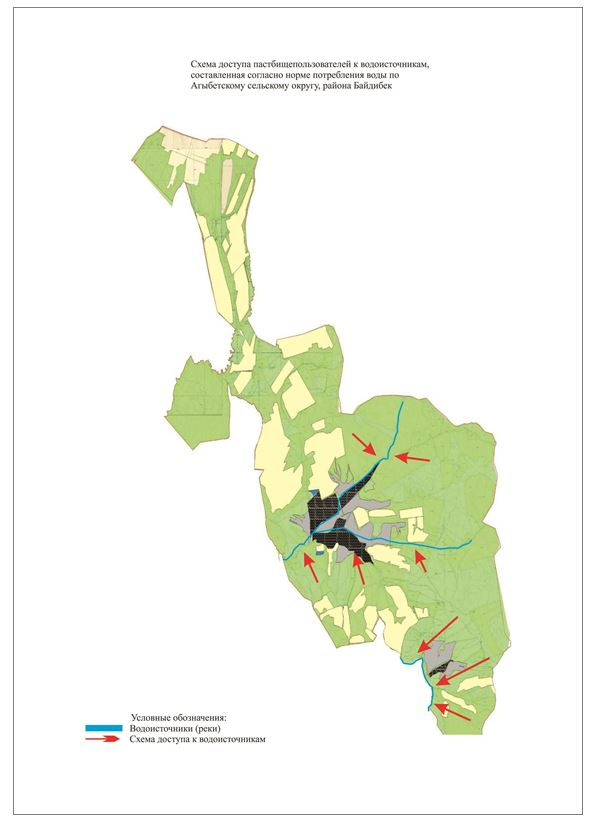 Схема доступа пастбищепользователей к водоисточникам,
составленная согласно норме потребления воды по
Агыбетскому сельскому округу, района Байдибек
Условные обозначения:
Водоисточники (реки)
Схема доступа к водоисточникам